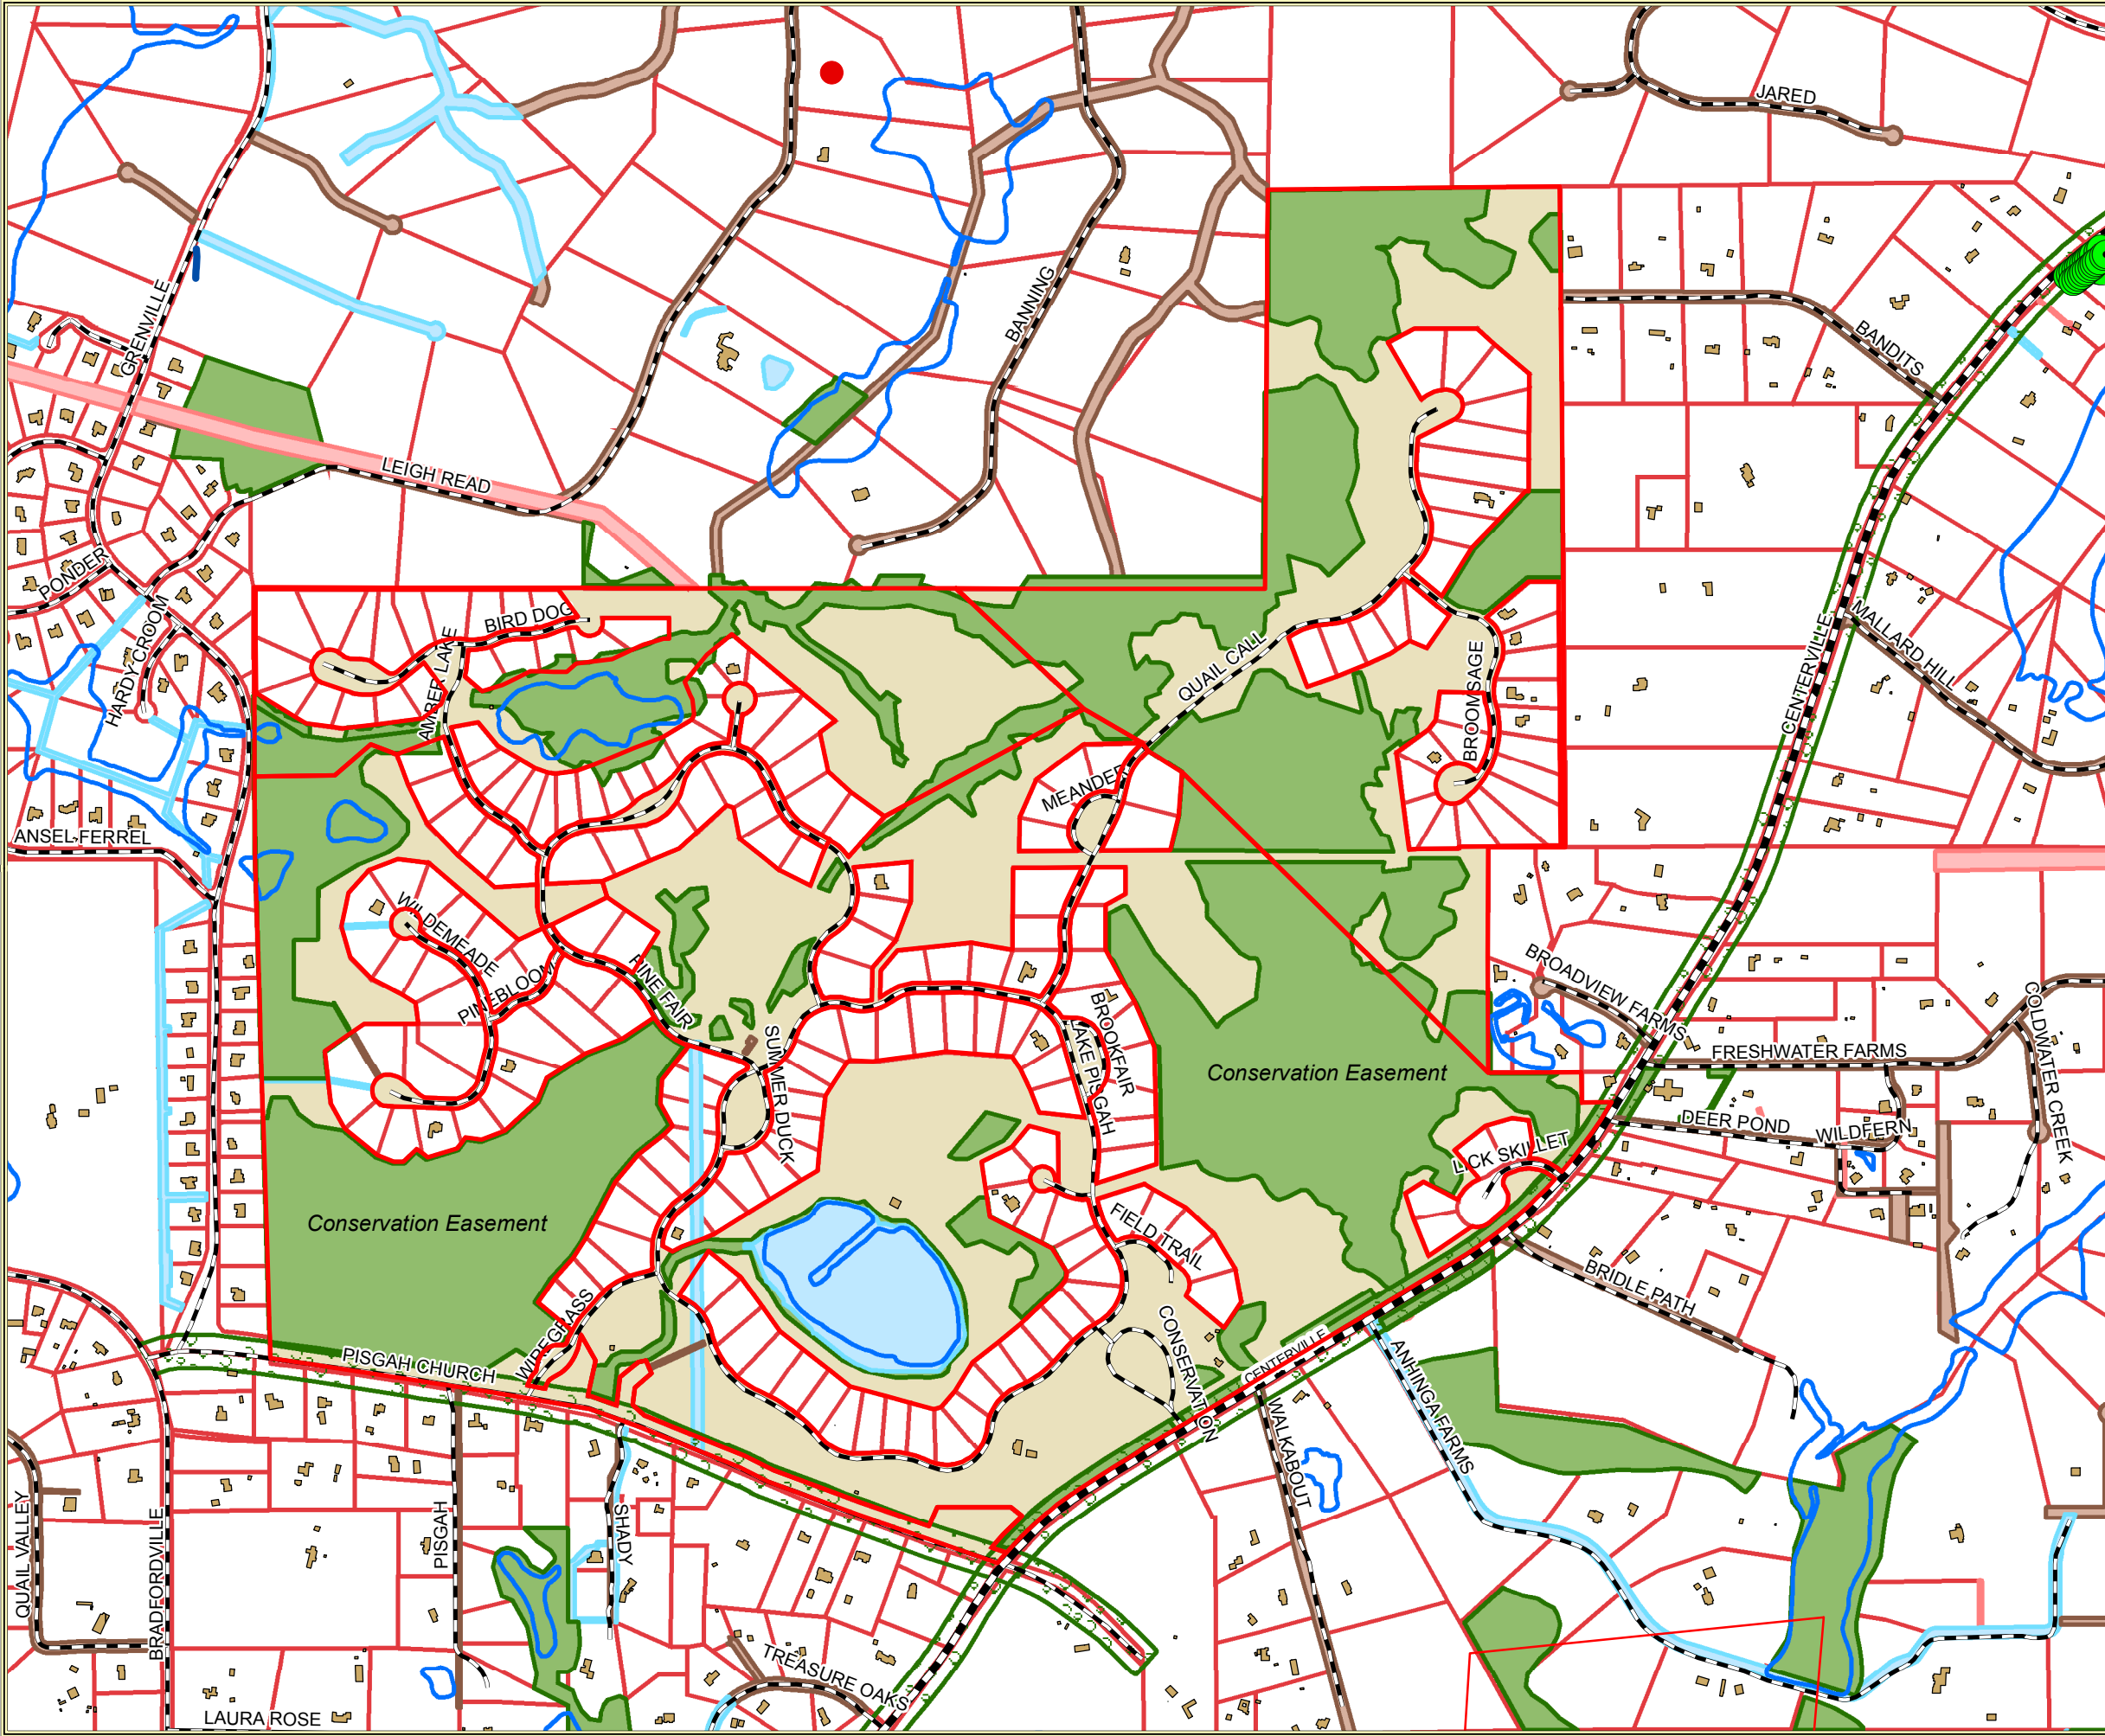 JARED
BANNING
GRENVILLE
BANDITS
LEIGH READ
PONDER
HARDY CROOM
BIRD DOG
AMBER LAKE
QUAIL CALL
BROOMSAGE
CENTERVILLE
MALLARD HILL
MEANDER
ANSEL FERREL
WILDEMEADE
PINEBLOOM
PINE FAIR
SUMMER DUCK
BROOKFAIR
LAKE PISGAH
BROADVIEW FARMS
COLDWATER CREEK
FRESHWATER FARMS
Conservation Easement
DEER POND
WILDFERN
LICK SKILLET
Conservation Easement
FIELD TRAIL
BRIDLE PATH
WIREGRASS
CONSERVATION
CENTERVILLE
PISGAH CHURCH
ANHINGA FARMS
WALKABOUT
QUAIL VALLEY
BRADFORDVILLE
PISGAH
SHADY
TREASURE OAKS
LAURA ROSE